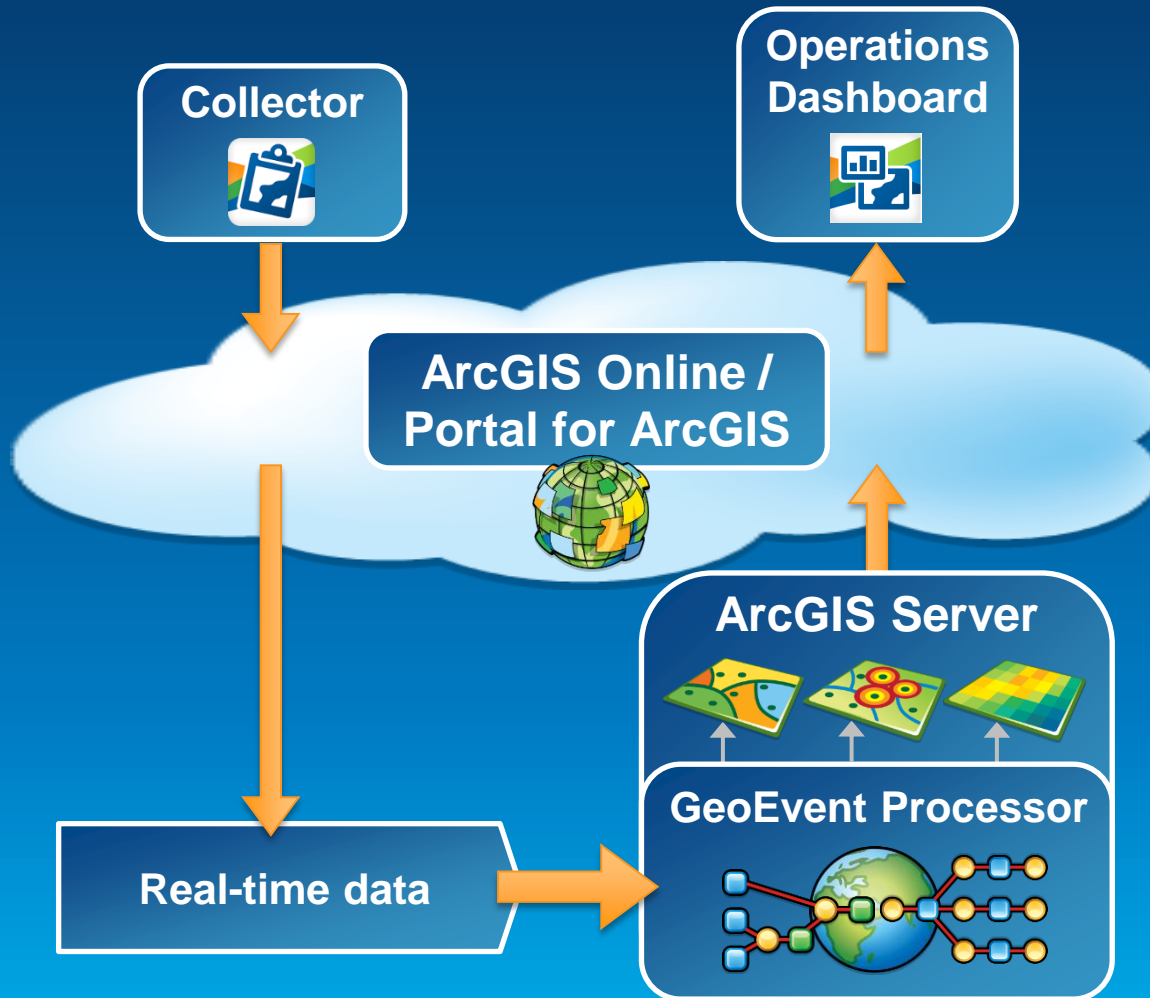 Collector
Operations
Dashboard
ArcGIS Online /
Portal for ArcGIS
ArcGIS Server
GeoEvent Processor
Real-time data